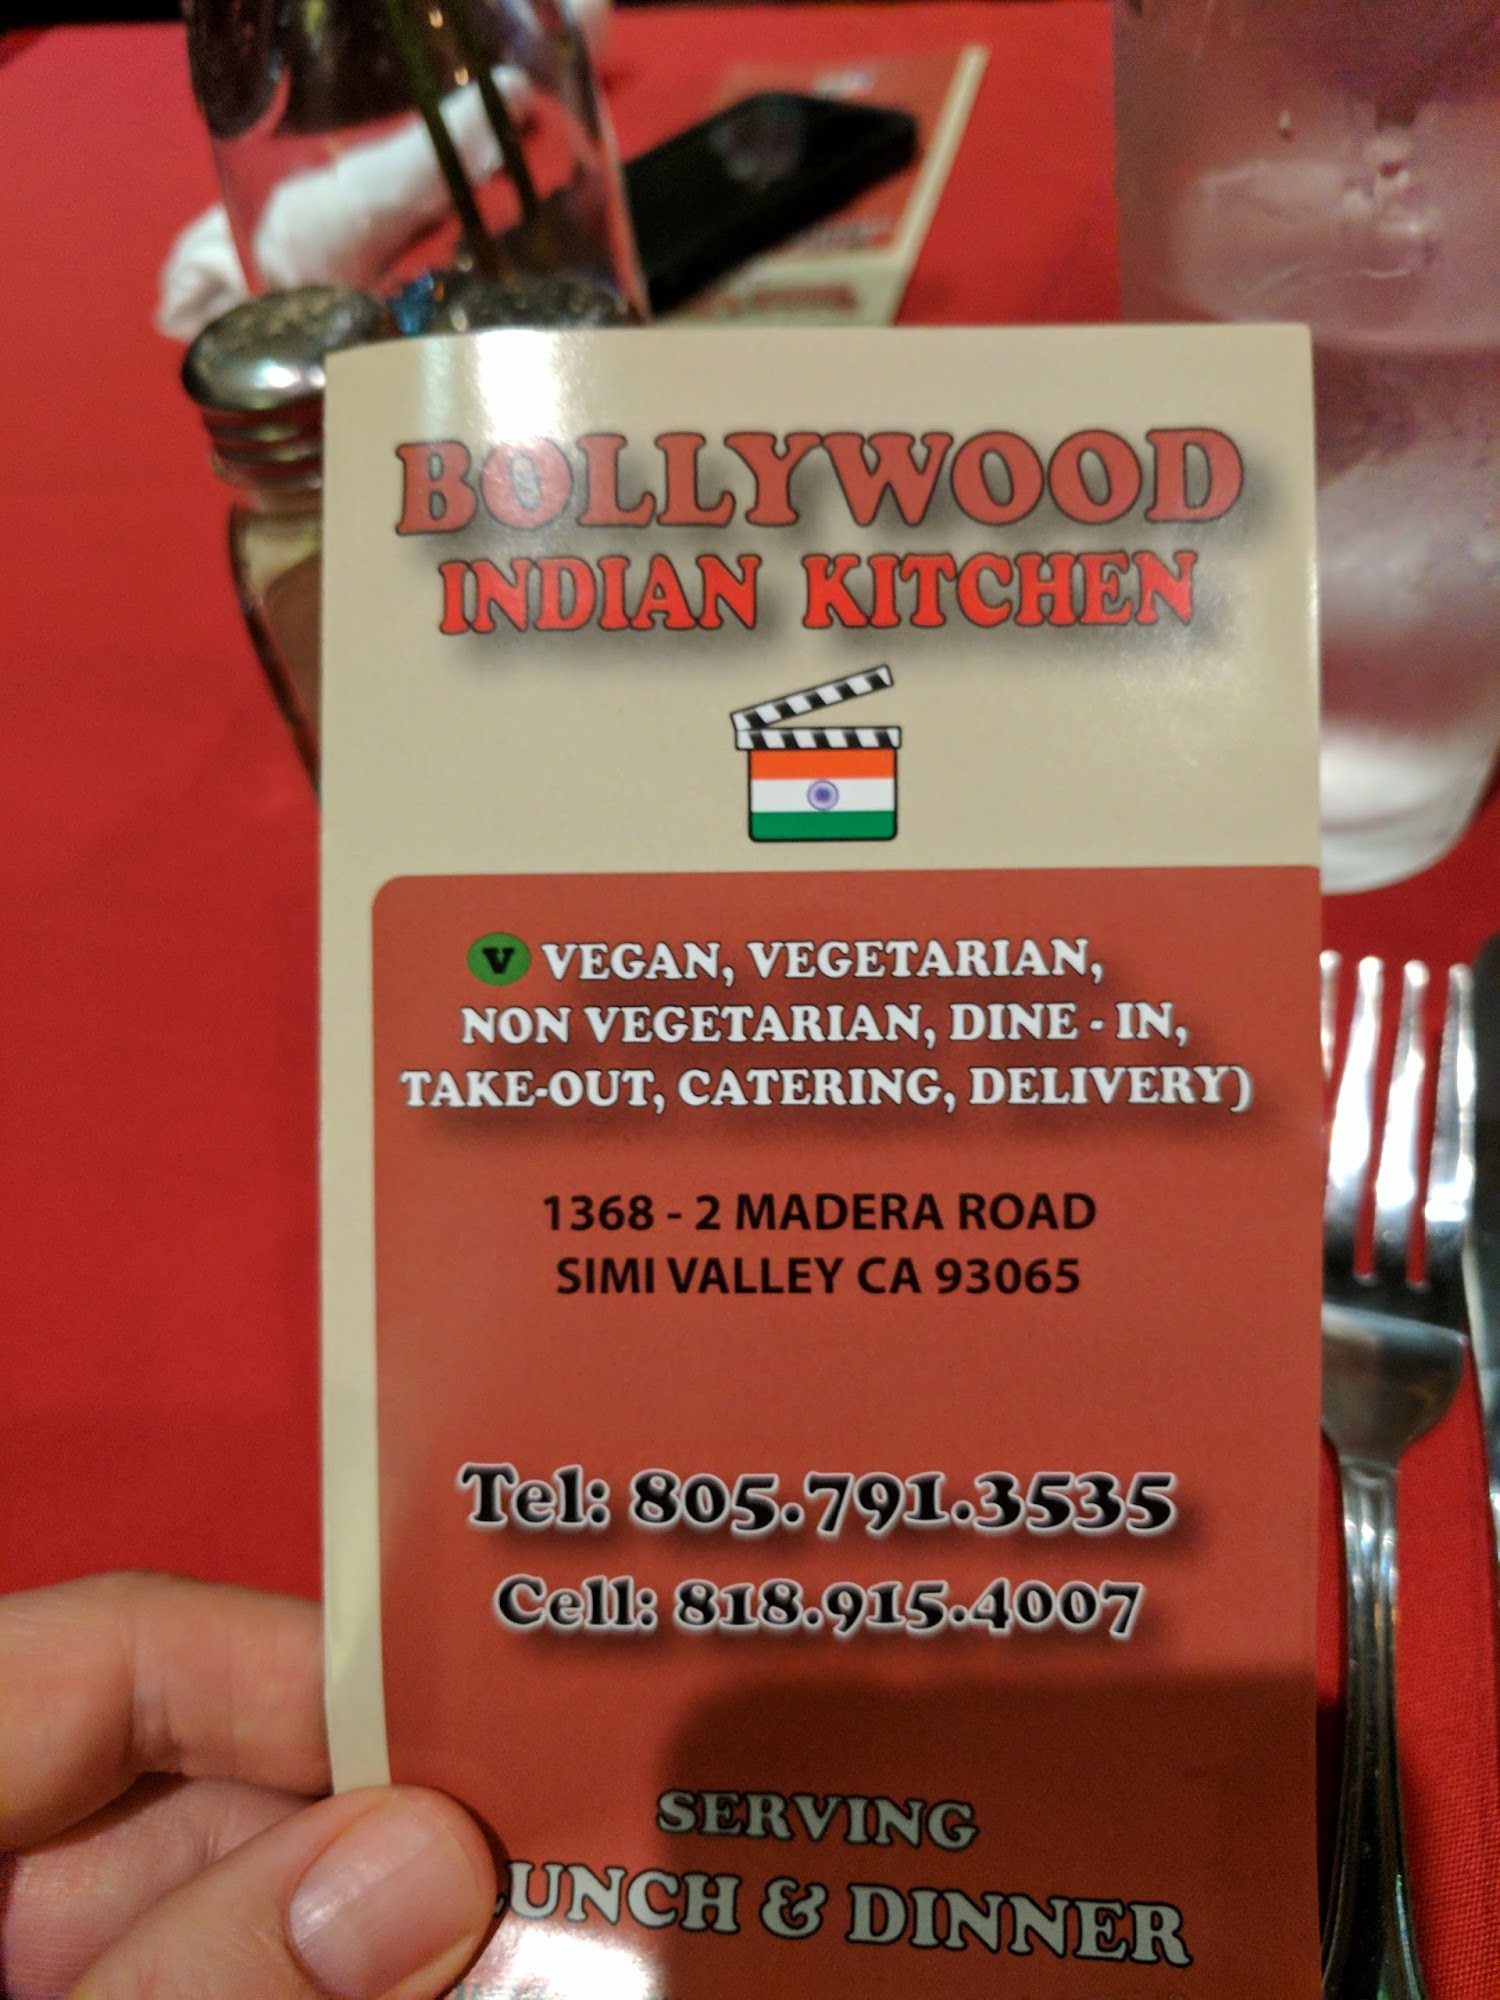 BOLLYWOOD
INDIAN KITCHEN
V VEGAN, VEGETARIAN,
NON VEGETARIAN, DINE - IN,
TAKE-OUT, CATERING, DELIVERY)
1368 - 2 MADERA ROAD
SIMI VALLEY CA 93065
Tel: 805.791.3535
Cell: 818.915.4007
SERVING
LUNCH & DINNER